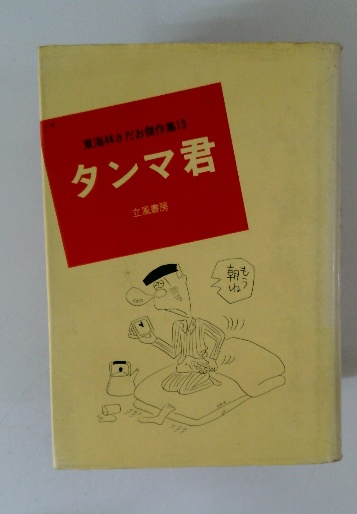 東海林さだお傑作集13
タンマ君
立風書房
もう
朝
だね